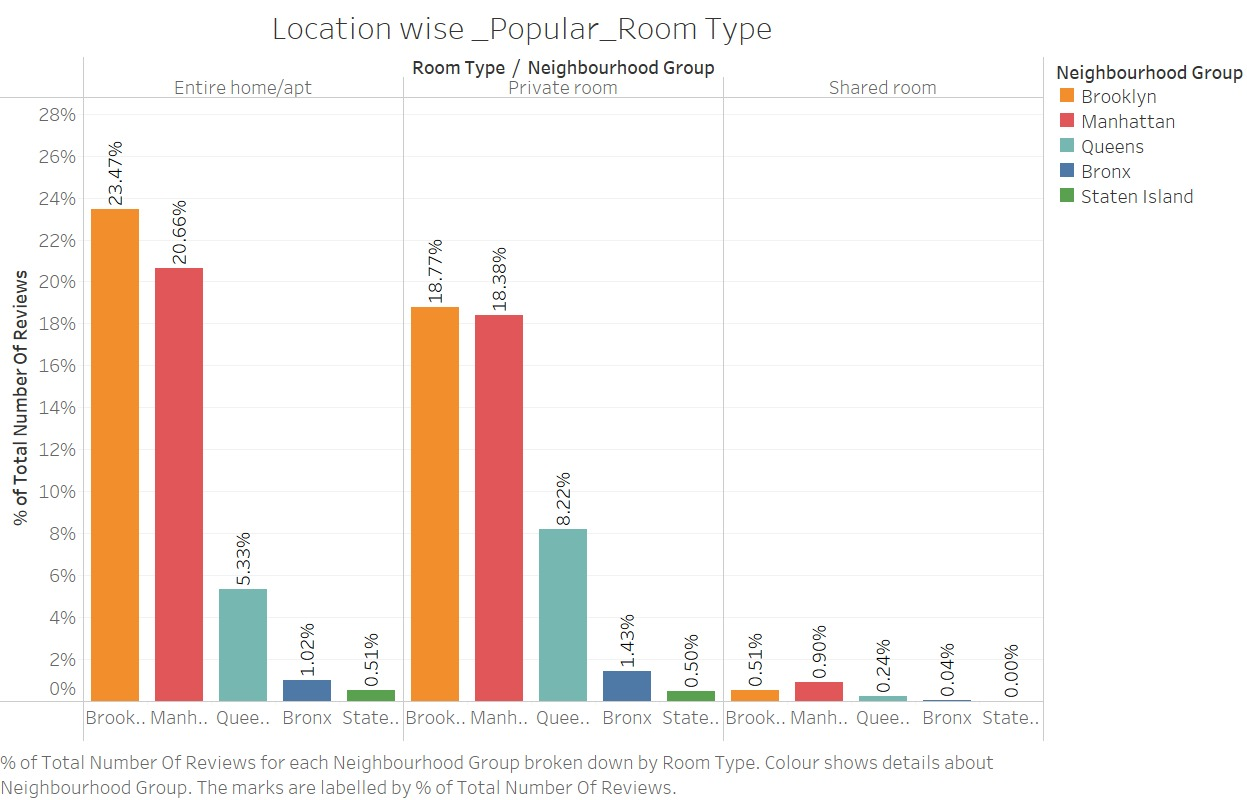 Location wise _Popular_Room Type
Room Type / Neighbourhood Group
Entire home/apt
Private room
Shared room
Neighbourhood Group
Brooklyn
Manhattan
Queens
Bronx
Staten Island
% of Total Number Of Reviews
28%
26%
24%
22%
20%
18%
16%
14%
12%
10%
8%
6%
4%
2%
0%
23.47%
20.66%
5.33%
1.02%
0.51%
18.77%
18.38%
8.22%
1.43%
0.50%
0.51%
0.90%
0.24%
0.04%
0.00%
Brook.. Manh.. Quee.. Bronx State.. Brook.. Manh.. Quee.. Bronx State.. Brook.. Manh.. Quee.. Bronx State..
% of Total Number Of Reviews for each Neighbourhood Group broken down by Room Type. Colour shows details about
Neighbourhood Group. The marks are labelled by % of Total Number Of Reviews.